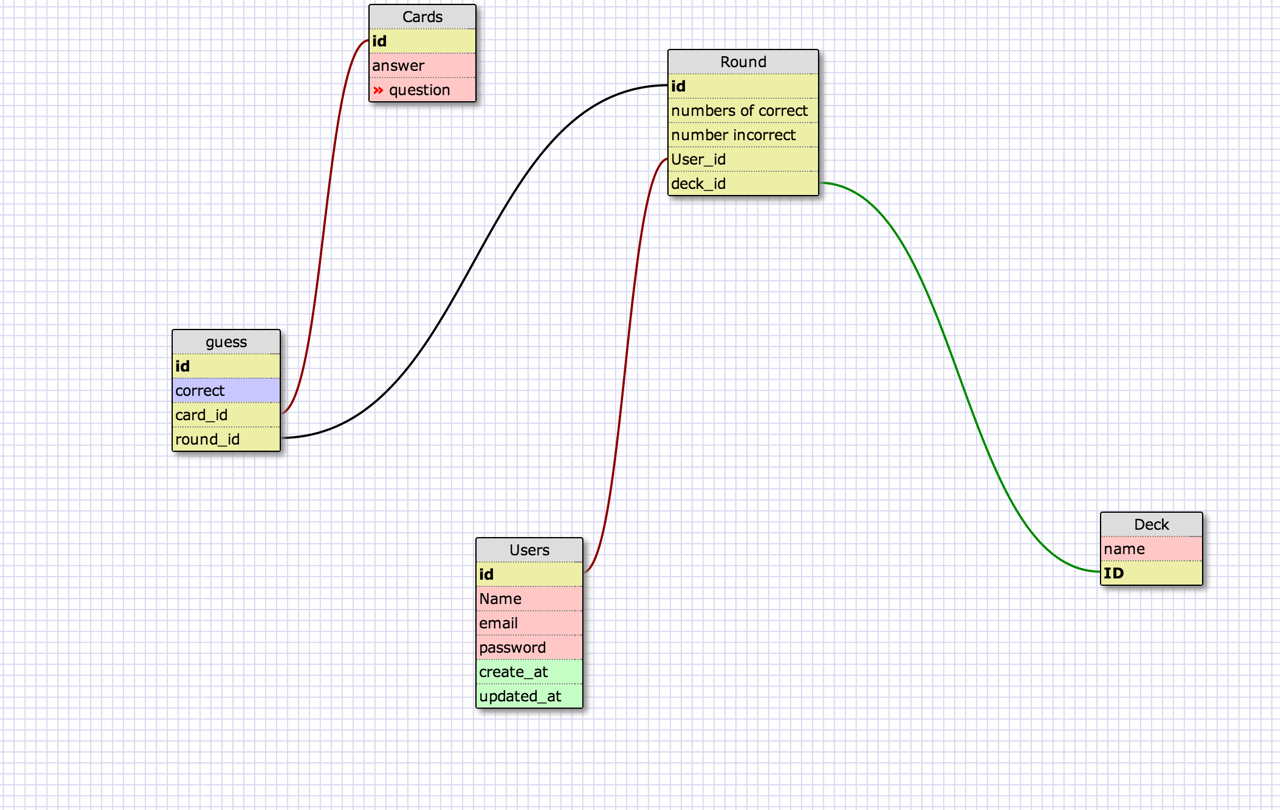 Cards
id
answer
» question
Round
id
numbers of correct
number incorrect
User_id
deck_id
guess
id
correct
card_id
round_id
Users
id
Name
email
password
create_at
updated_at
Deck
name
ID